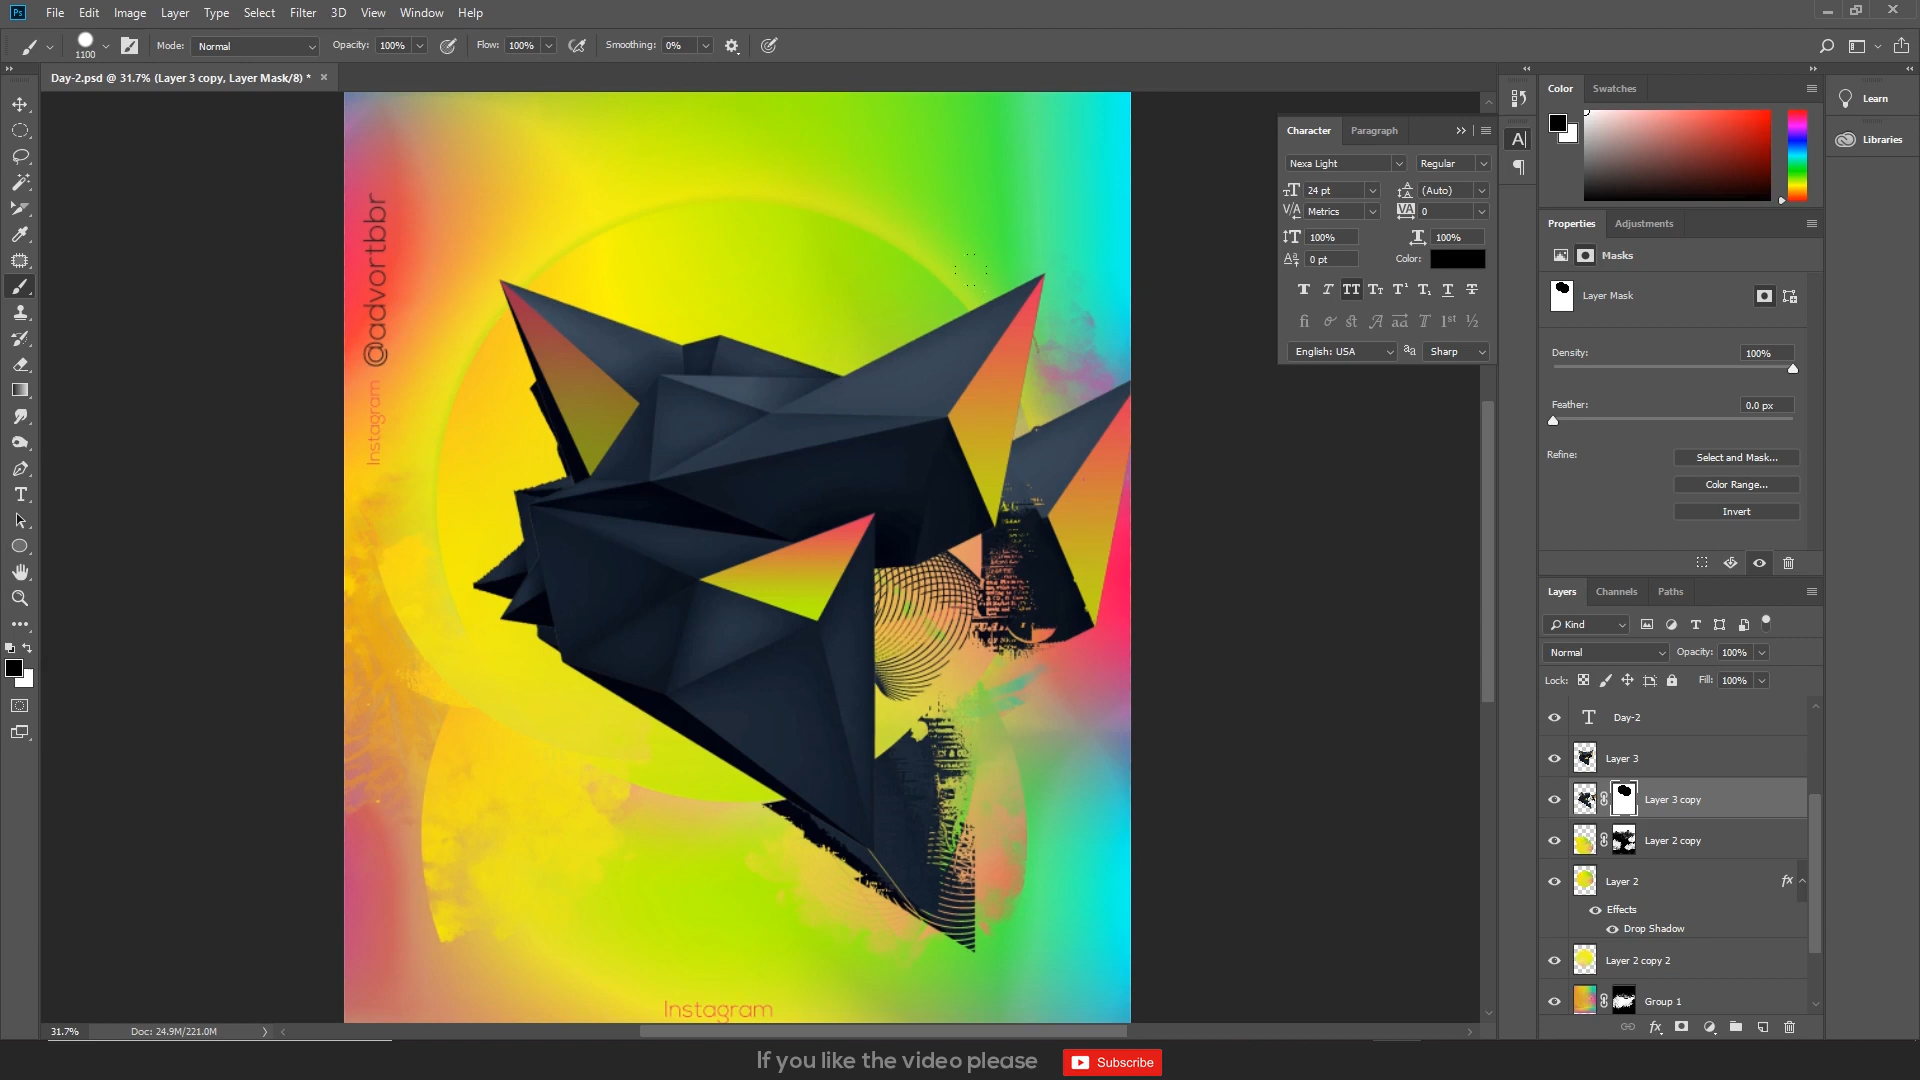 Ps File Edit Image Layer Type Select Filter 3D View Window Help
1100 Mode: Normal Opacity: 100% Flow: 100% Smoothing: 0%
Day-2.psd @ 31.7% (Layer 3 copy, Layer Mask/8) *
@advortbbr
Instagram
Instagram
31.7% Doc: 24.9M/221.0M
Character Paragraph
Nexa Light Regular
24 pt (Auto)
Metrics 0
100% 100%
0 pt Color:
English: USA Sharp
Color Swatches
Learn
Libraries
Properties Adjustments
Masks
Layer Mask
Density: 100%
Feather: 0.0 px
Refine: Select and Mask...
Color Range...
Invert
Layers Channels Paths
Kind
Normal Opacity: 100%
Lock: Fill: 100%
Day-2
Layer 3
Layer 3 copy
Layer 2 copy
Layer 2 fx
Effects
Drop Shadow
Layer 2 copy 2
Group 1
If you like the video please Subscribe